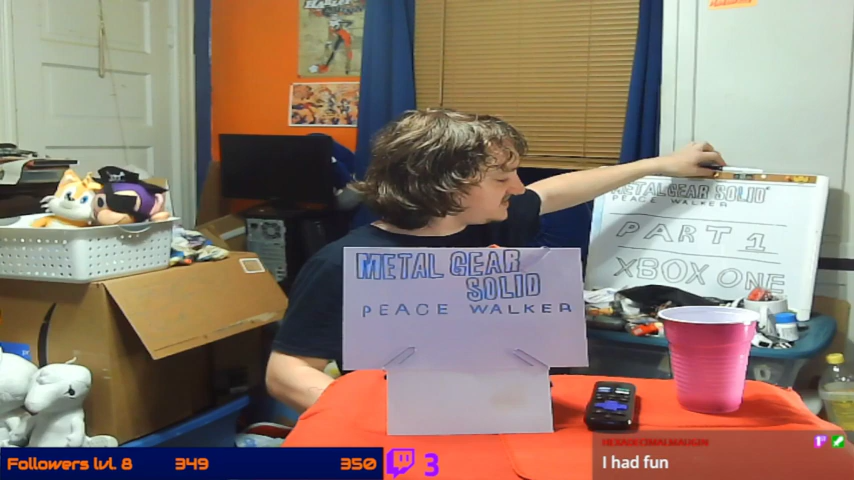 METAL GEAR SOLID
PEACE WALKER
PART 1
XBOX ONE
METAL GEAR
SOLID
PEACE WALKER
I had fun
Followers lvl 8 349 350
3